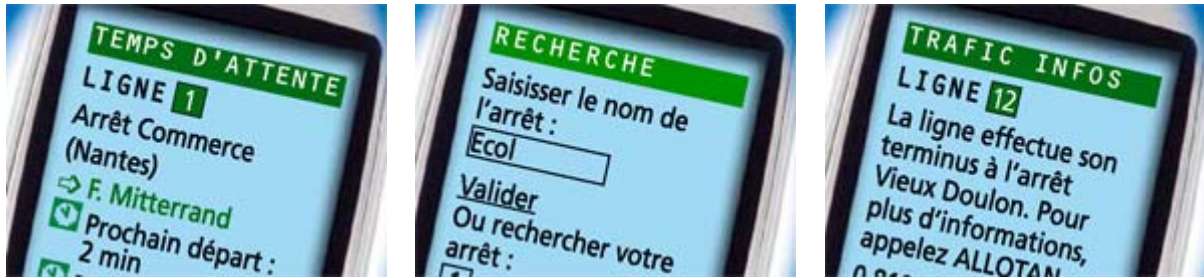 TEMPS D'ATTENTE
LIGNE 1
Arrêt Commerce
(Nantes)
F. Mitterrand
Prochain départ :
2 min
RECHERCHE
Saisisser le nom de
l'arrêt :
Ecol
Valider
Ou rechercher votre
arrêt :
TRAFIC INFOS
LIGNE 12
La ligne effectue son
terminus à l'arrêt
Vieux Doulon. Pour
plus d'informations,
appelez ALLOTAN